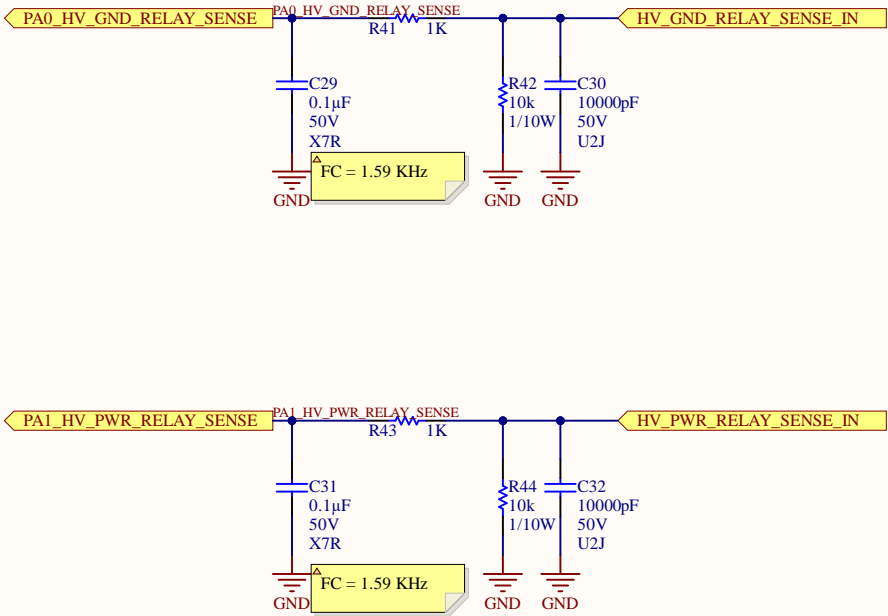 PA0_HV_GND_RELAY_SENSE
PA0_HV_GND_RELAY_SENSE
HV_GND_RELAY_SENSE_IN
R41
1K
C29
0.1µF
50V
X7R
R42
10k
1/10W
C30
10000pF
50V
U2J
FC = 1.59 KHz
GND
GND
GND
PA1_HV_PWR_RELAY_SENSE
PA1_HV_PWR_RELAY_SENSE
HV_PWR_RELAY_SENSE_IN
R43
1K
C31
0.1µF
50V
X7R
R44
10k
1/10W
C32
10000pF
50V
U2J
FC = 1.59 KHz
GND
GND
GND